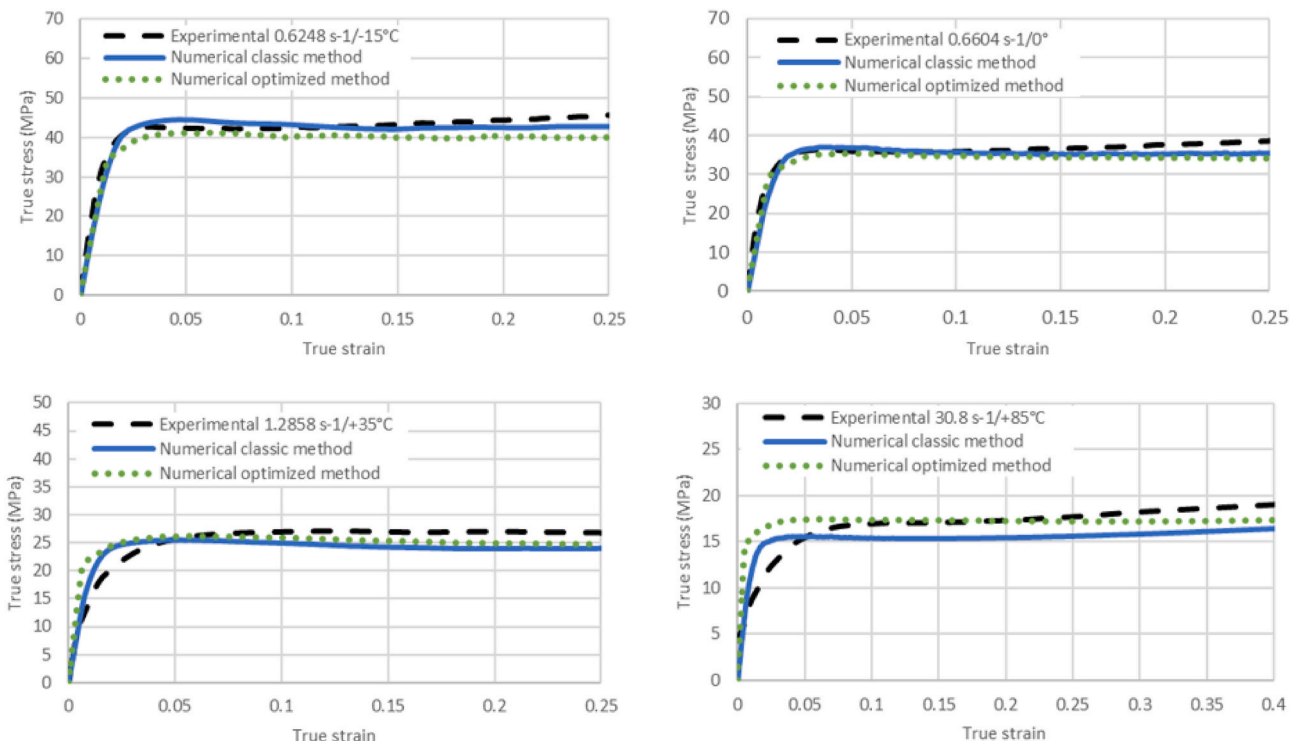 70
60
50
40
30
20
10
0
True stress (MPa)
Experimental 0.6248 s-1/-15°C
Numerical classic method
Numerical optimized method
0 0.05 0.1 0.15 0.2 0.25
True strain
70
60
50
40
30
20
10
0
True stress (MPa)
Experimental 0.6604 s-1/0°
Numerical classic method
Numerical optimized method
0 0.05 0.1 0.15 0.2 0.25
True strain
50
45
40
35
30
25
20
15
10
5
0
True stress (MPa)
Experimental 1.2858 s-1/+35°C
Numerical classic method
Numerical optimized method
0 0.05 0.1 0.15 0.2 0.25
True strain
30
25
20
15
10
5
0
True stress (MPa)
Experimental 30.8 s-1/+85°C
Numerical classic method
Numerical optimized method
0 0.05 0.1 0.15 0.2 0.25 0.3 0.35 0.4
True strain